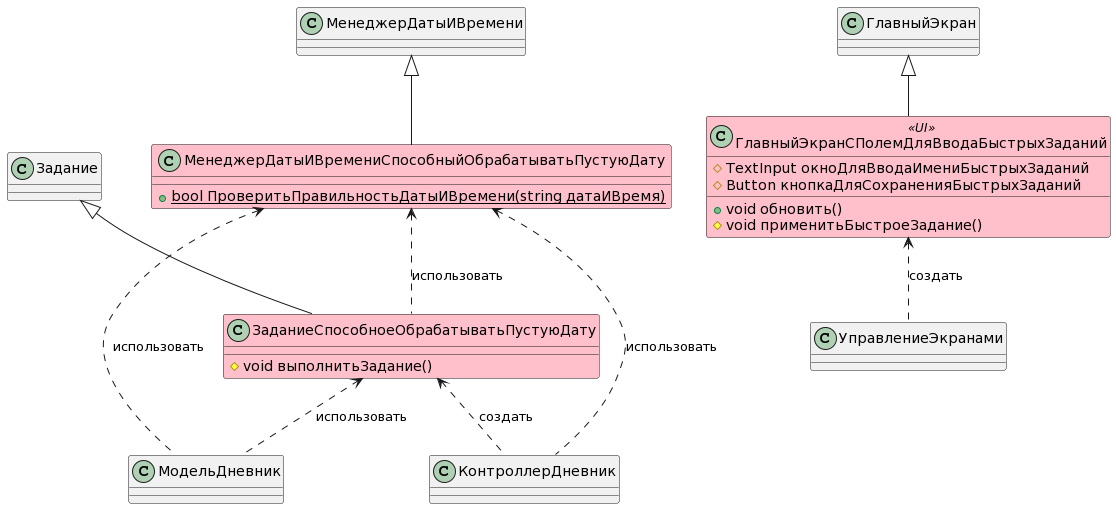 C МенеджерДатыИВремени
C ГлавныйЭкран
C Задание
C МенеджерДатыИВремениСпособныйОбрабатыватьПустуюДату
bool ПроверитьПравильностьДатыИВремени(string датаИВремя)
C «UI»
ГлавныйЭкранСПолемДляВводаБыстрыхЗаданий
TextInput окноДляВводаИмениБыстрыхЗаданий
Button кнопкаДляСохраненияБыстрыхЗаданий
void обновить()
void применитьБыстроеЗадание()
использовать
создать
C ЗаданиеСпособноеОбрабатыватьПустуюДату
void выполнитьЗадание()
C УправлениеЭкранами
использовать
использовать
использовать
создать
C МодельДневник
C КонтроллерДневник